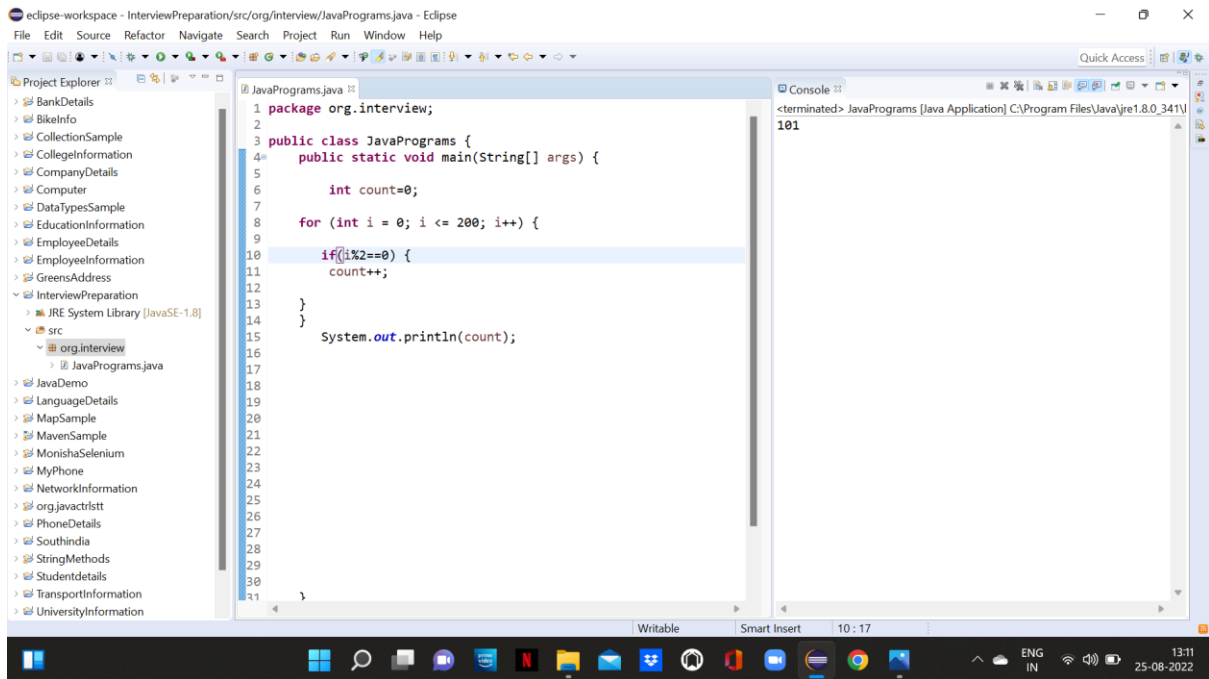 eclipse-workspace - InterviewPreparation/src/org/interview/JavaPrograms.java - Eclipse
File Edit Source Refactor Navigate Search Project Run Window Help
Quick Access
Project Explorer
BankDetails
BikeInfo
CollectionSample
CollegeInformation
CompanyDetails
Computer
DataTypesSample
EducationInformation
EmployeeDetails
EmployeeInformation
GreensAddress
InterviewPreparation
JRE System Library [JavaSE-1.8]
src
org.interview
JavaPrograms.java
JavaDemo
LanguageDetails
MapSample
MavenSample
MonishaSelenium
MyPhone
NetworkInformation
org.javactrlstt
PhoneDetails
Southindia
StringMethods
Studentdetails
TransportInformation
UniversityInformation
JavaPrograms.java
1 package org.interview;
2
3 public class JavaPrograms {
4 public static void main(String[] args) {
5
6 int count=0;
7
8 for (int i = 0; i <= 200; i++) {
9
10 if(i%2==0) {
11 count++;
12
13 }
14 }
15 System.out.println(count);
16
17
18
19
20
21
22
23
24
25
26
27
28
29
30
31 }
Console
<terminated> JavaPrograms [Java Application] C:\Program Files\Java\jre1.8.0_341\
101
Writable Smart Insert 10 : 17
prime video
N
ENG
IN
13:11
25-08-2022